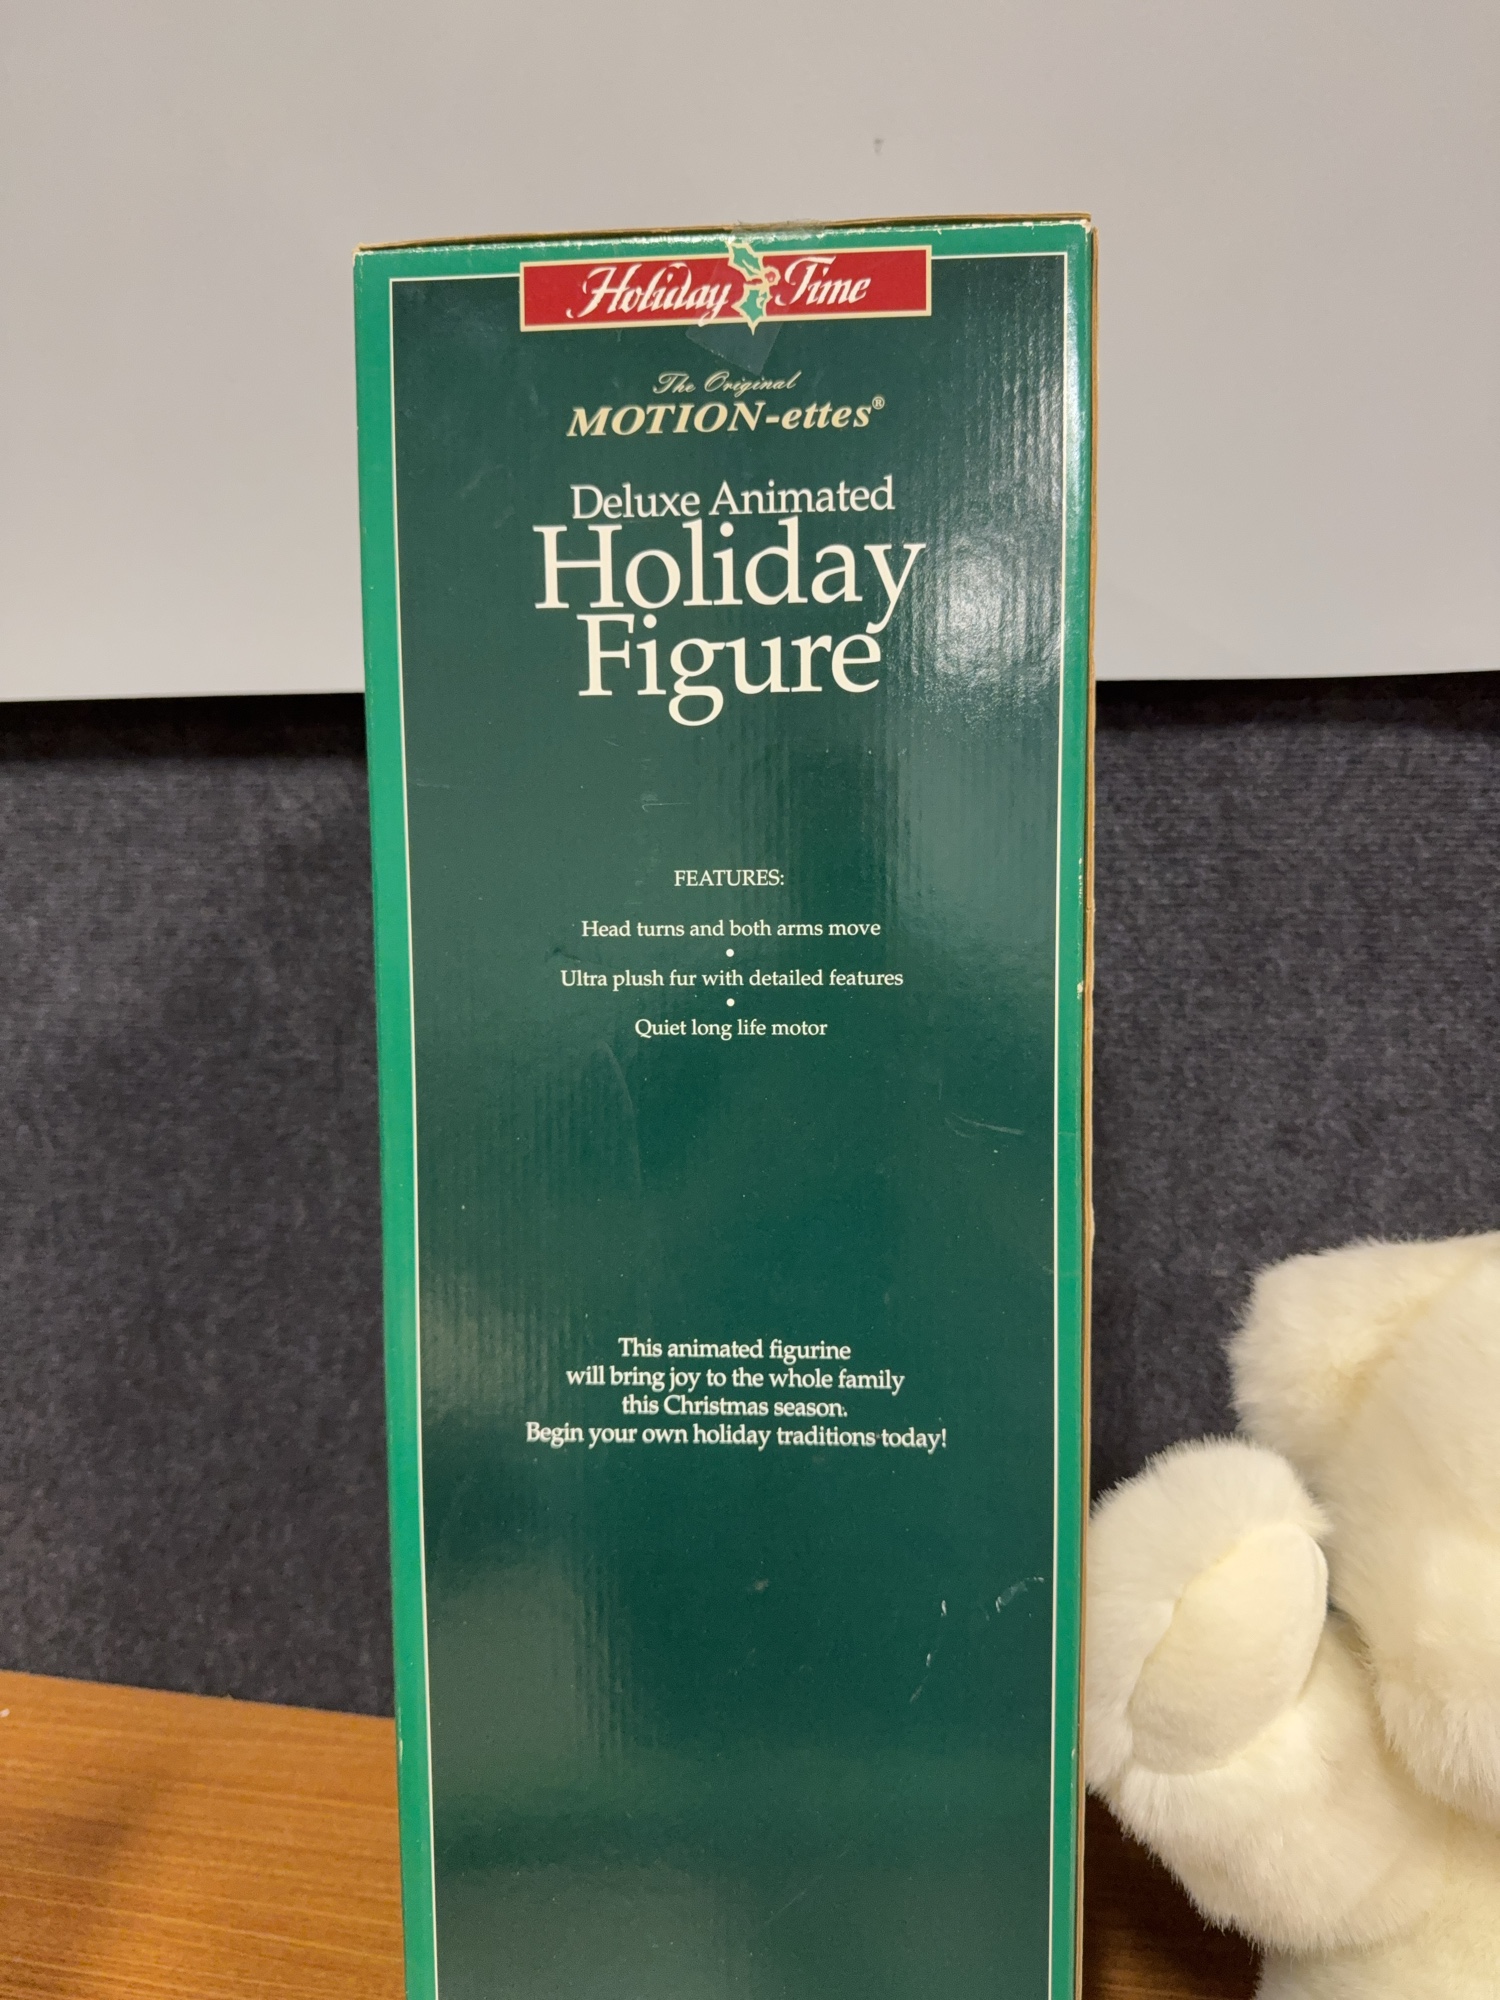 Holiday Time
The Original
MOTION-ettes®
Deluxe Animated
Holiday
Figure
FEATURES:
Head turns and both arms move
•
Ultra plush fur with detailed features
•
Quiet long life motor
This animated figurine
will bring joy to the whole family
this Christmas season.
Begin your own holiday traditions today!